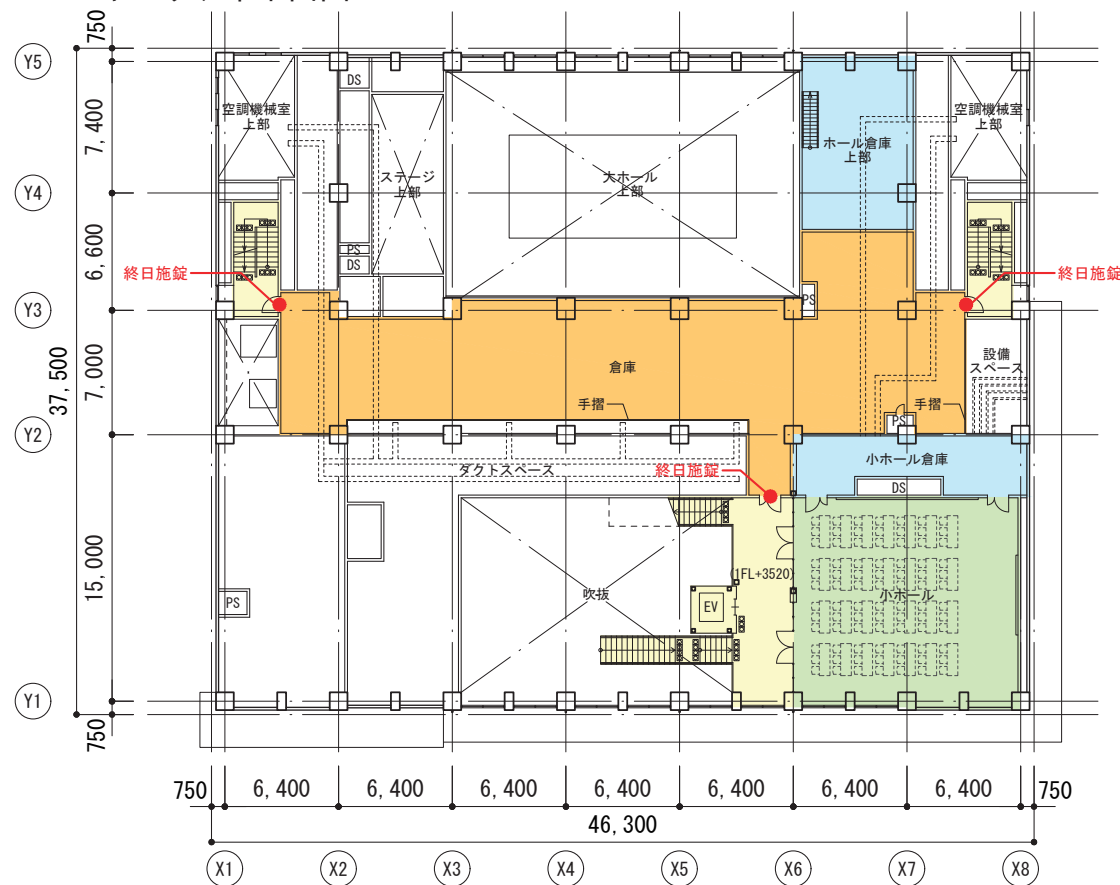 750
Y5
7,400
Y4
6,600
Y3
7,000
37,500
Y2
15,000
Y1
750
DS
空調機械室
上部
ステージ
上部
大ホール
上部
ホール倉庫
上部
空調機械室
上部
PS
DS
終日施錠
終日施錠
PS
倉庫
設備
スペース
手摺
手摺
PS
ダクトスペース
終日施錠
小ホール倉庫
DS
(1FL+3520)
吹抜
EV
小ホール
PS
750
6,400
6,400
6,400
6,400
6,400
6,400
6,400
750
46,300
X1
X2
X3
X4
X5
X6
X7
X8